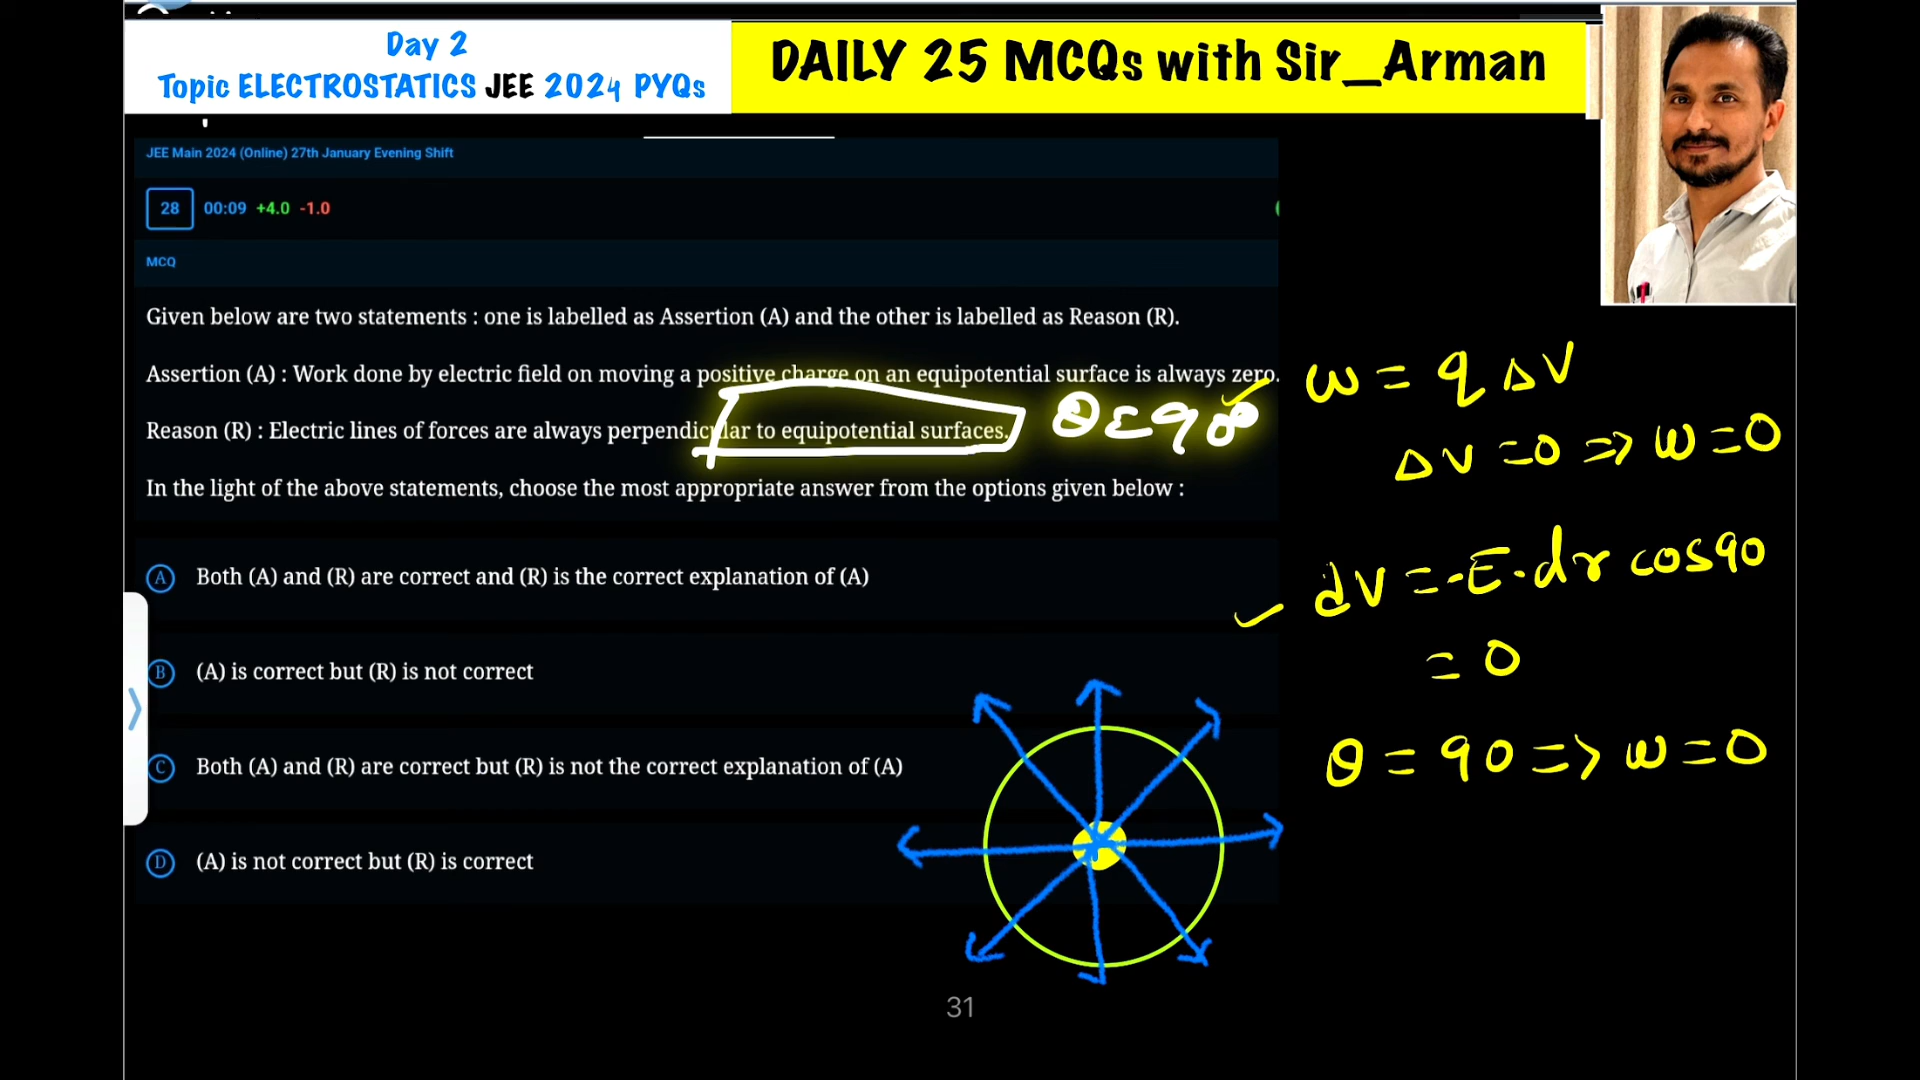 Day 2
Topic ELECTROSTATICS JEE 2024 PYQs
DAILY 25 MCQs with Sir_Arman
JEE Main 2024 (Online) 27th January Evening Shift
28 00:09 +4.0 -1.0
MCQ
Given below are two statements : one is labelled as Assertion (A) and the other is labelled as Reason (R).
Assertion (A) : Work done by electric field on moving a positive charge on an equipotential surface is always zero.
Reason (R) : Electric lines of forces are always perpendicular to equipotential surfaces.
In the light of the above statements, choose the most appropriate answer from the options given below :
A Both (A) and (R) are correct and (R) is the correct explanation of (A)
B (A) is correct but (R) is not correct
C Both (A) and (R) are correct but (R) is not the correct explanation of (A)
D (A) is not correct but (R) is correct
W = q ΔV
ΔV = 0 => W = 0
dV = -E. dr cos90
= 0
θ = 90 => W = 0
31